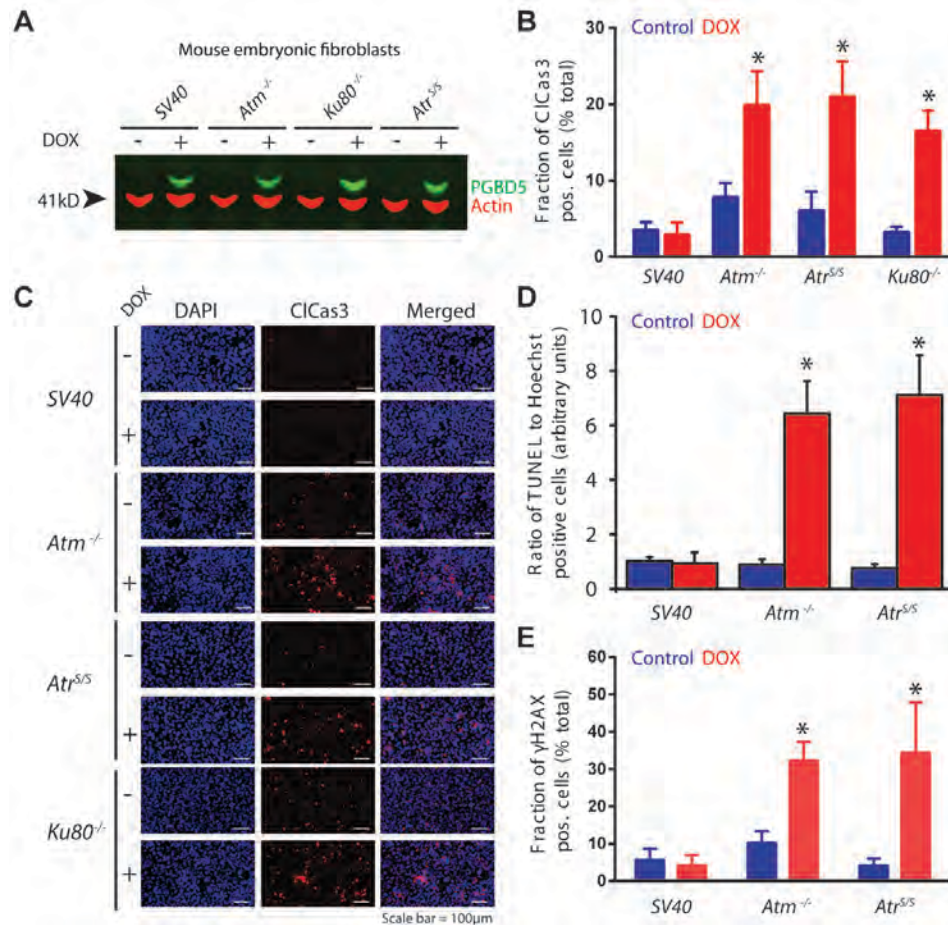 A
Mouse embryonic fibroblasts
SV40 Atm-/- Ku80-/- AtrS/S
DOX - + - + - + - +
41kD
PGBD5
Actin
B
Control DOX
Fraction of ClCas3
pos. cells (% total)
30
20
10
0
* * *
SV40 Atm-/- AtrS/S Ku80-/-
C
DOX
DAPI ClCas3 Merged
SV40
-
+
Atm-/-
-
+
AtrS/S
-
+
Ku80-/-
-
+
Scale bar = 100μm
D
Control DOX
Ratio of TUNEL to Hoechst
positive cells (arbitrary units)
10
8
6
4
2
0
* *
SV40 Atm-/- AtrS/S
E
Control DOX
Fraction of γH2AX
pos. cells (% total)
60
50
40
30
20
10
0
* *
SV40 Atm-/- AtrS/S